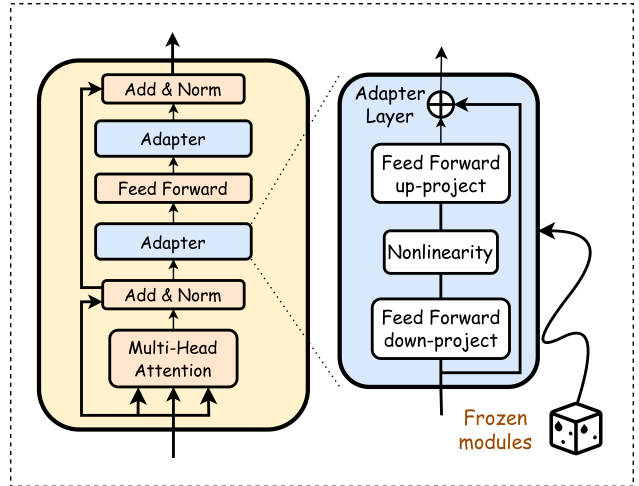 Add & Norm
Adapter
Feed Forward
Adapter
Add & Norm
Multi-Head
Attention
Adapter
Layer
Feed Forward
up-project
Nonlinearity
Feed Forward
down-project
Frozen
modules